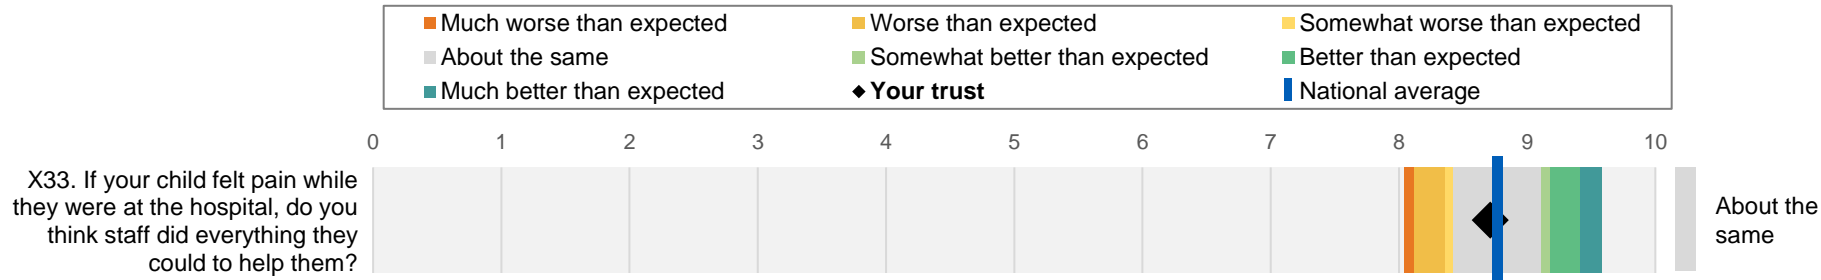 Much worse than expected
Worse than expected
Somewhat worse than expected
About the same
Somewhat better than expected
Better than expected
Much better than expected
Your trust
National average
0 1 2 3 4 5 6 7 8 9 10
X33. If your child felt pain while
they were at the hospital, do you
think staff did everything they
could to help them?
About the
same